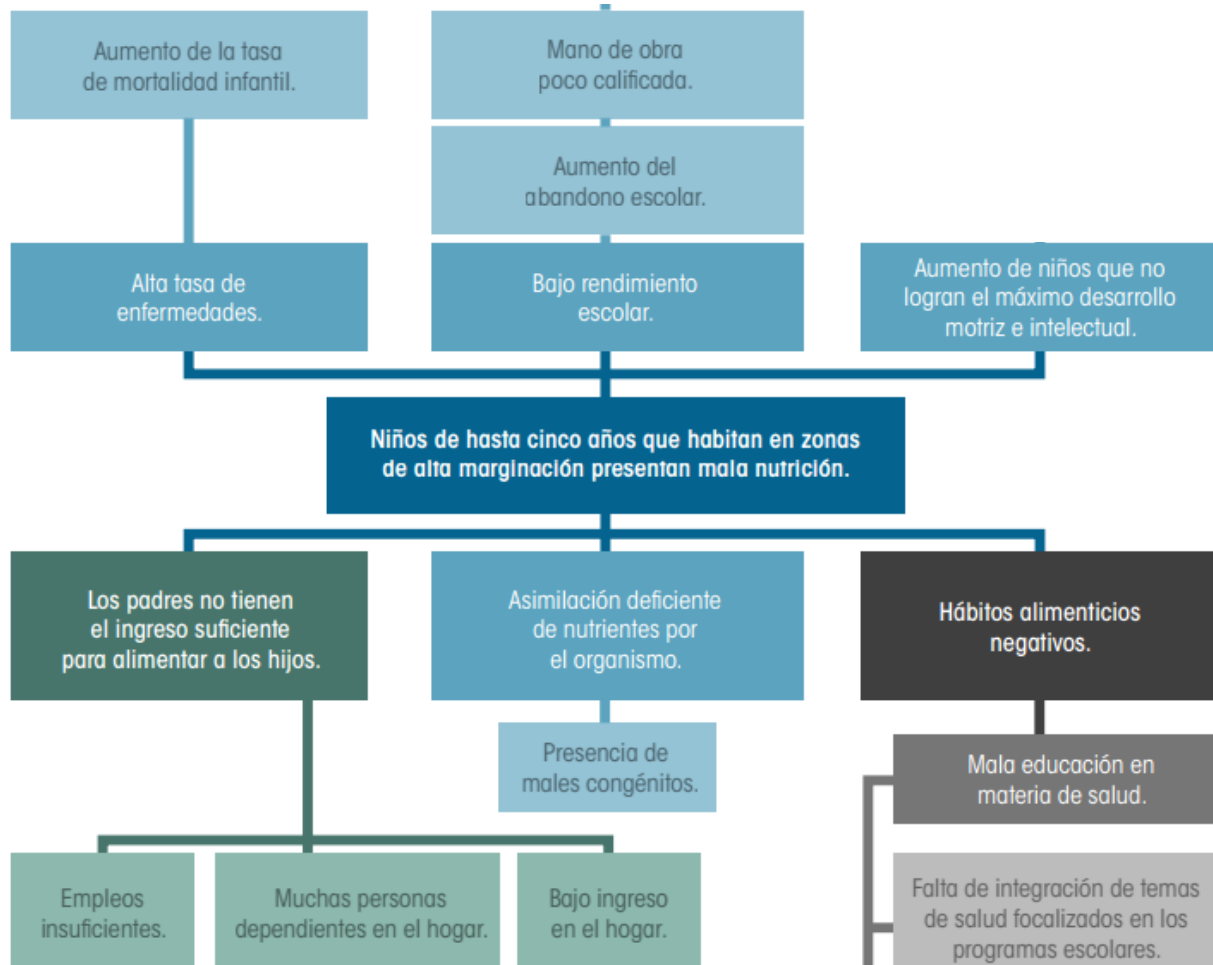 Aumento de la tasa
de mortalidad infantil.
Mano de obra
poco calificada.
Aumento del
abandono escolar.
Alta tasa de
enfermedades.
Bajo rendimiento
escolar.
Aumento de niños que no
logran el máximo desarrollo
motriz e intelectual.
Niños de hasta cinco años que habitan en zonas
de alta marginación presentan mala nutrición.
Los padres no tienen
el ingreso suficiente
para alimentar a los hijos.
Asimilación deficiente
de nutrientes por
el organismo.
Hábitos alimenticios
negativos.
Presencia de
males congénitos.
Mala educación en
materia de salud.
Empleos
insuficientes.
Muchas personas
dependientes en el hogar.
Bajo ingreso
en el hogar.
Falta de integración de temas
de salud focalizados en los
programas escolares.